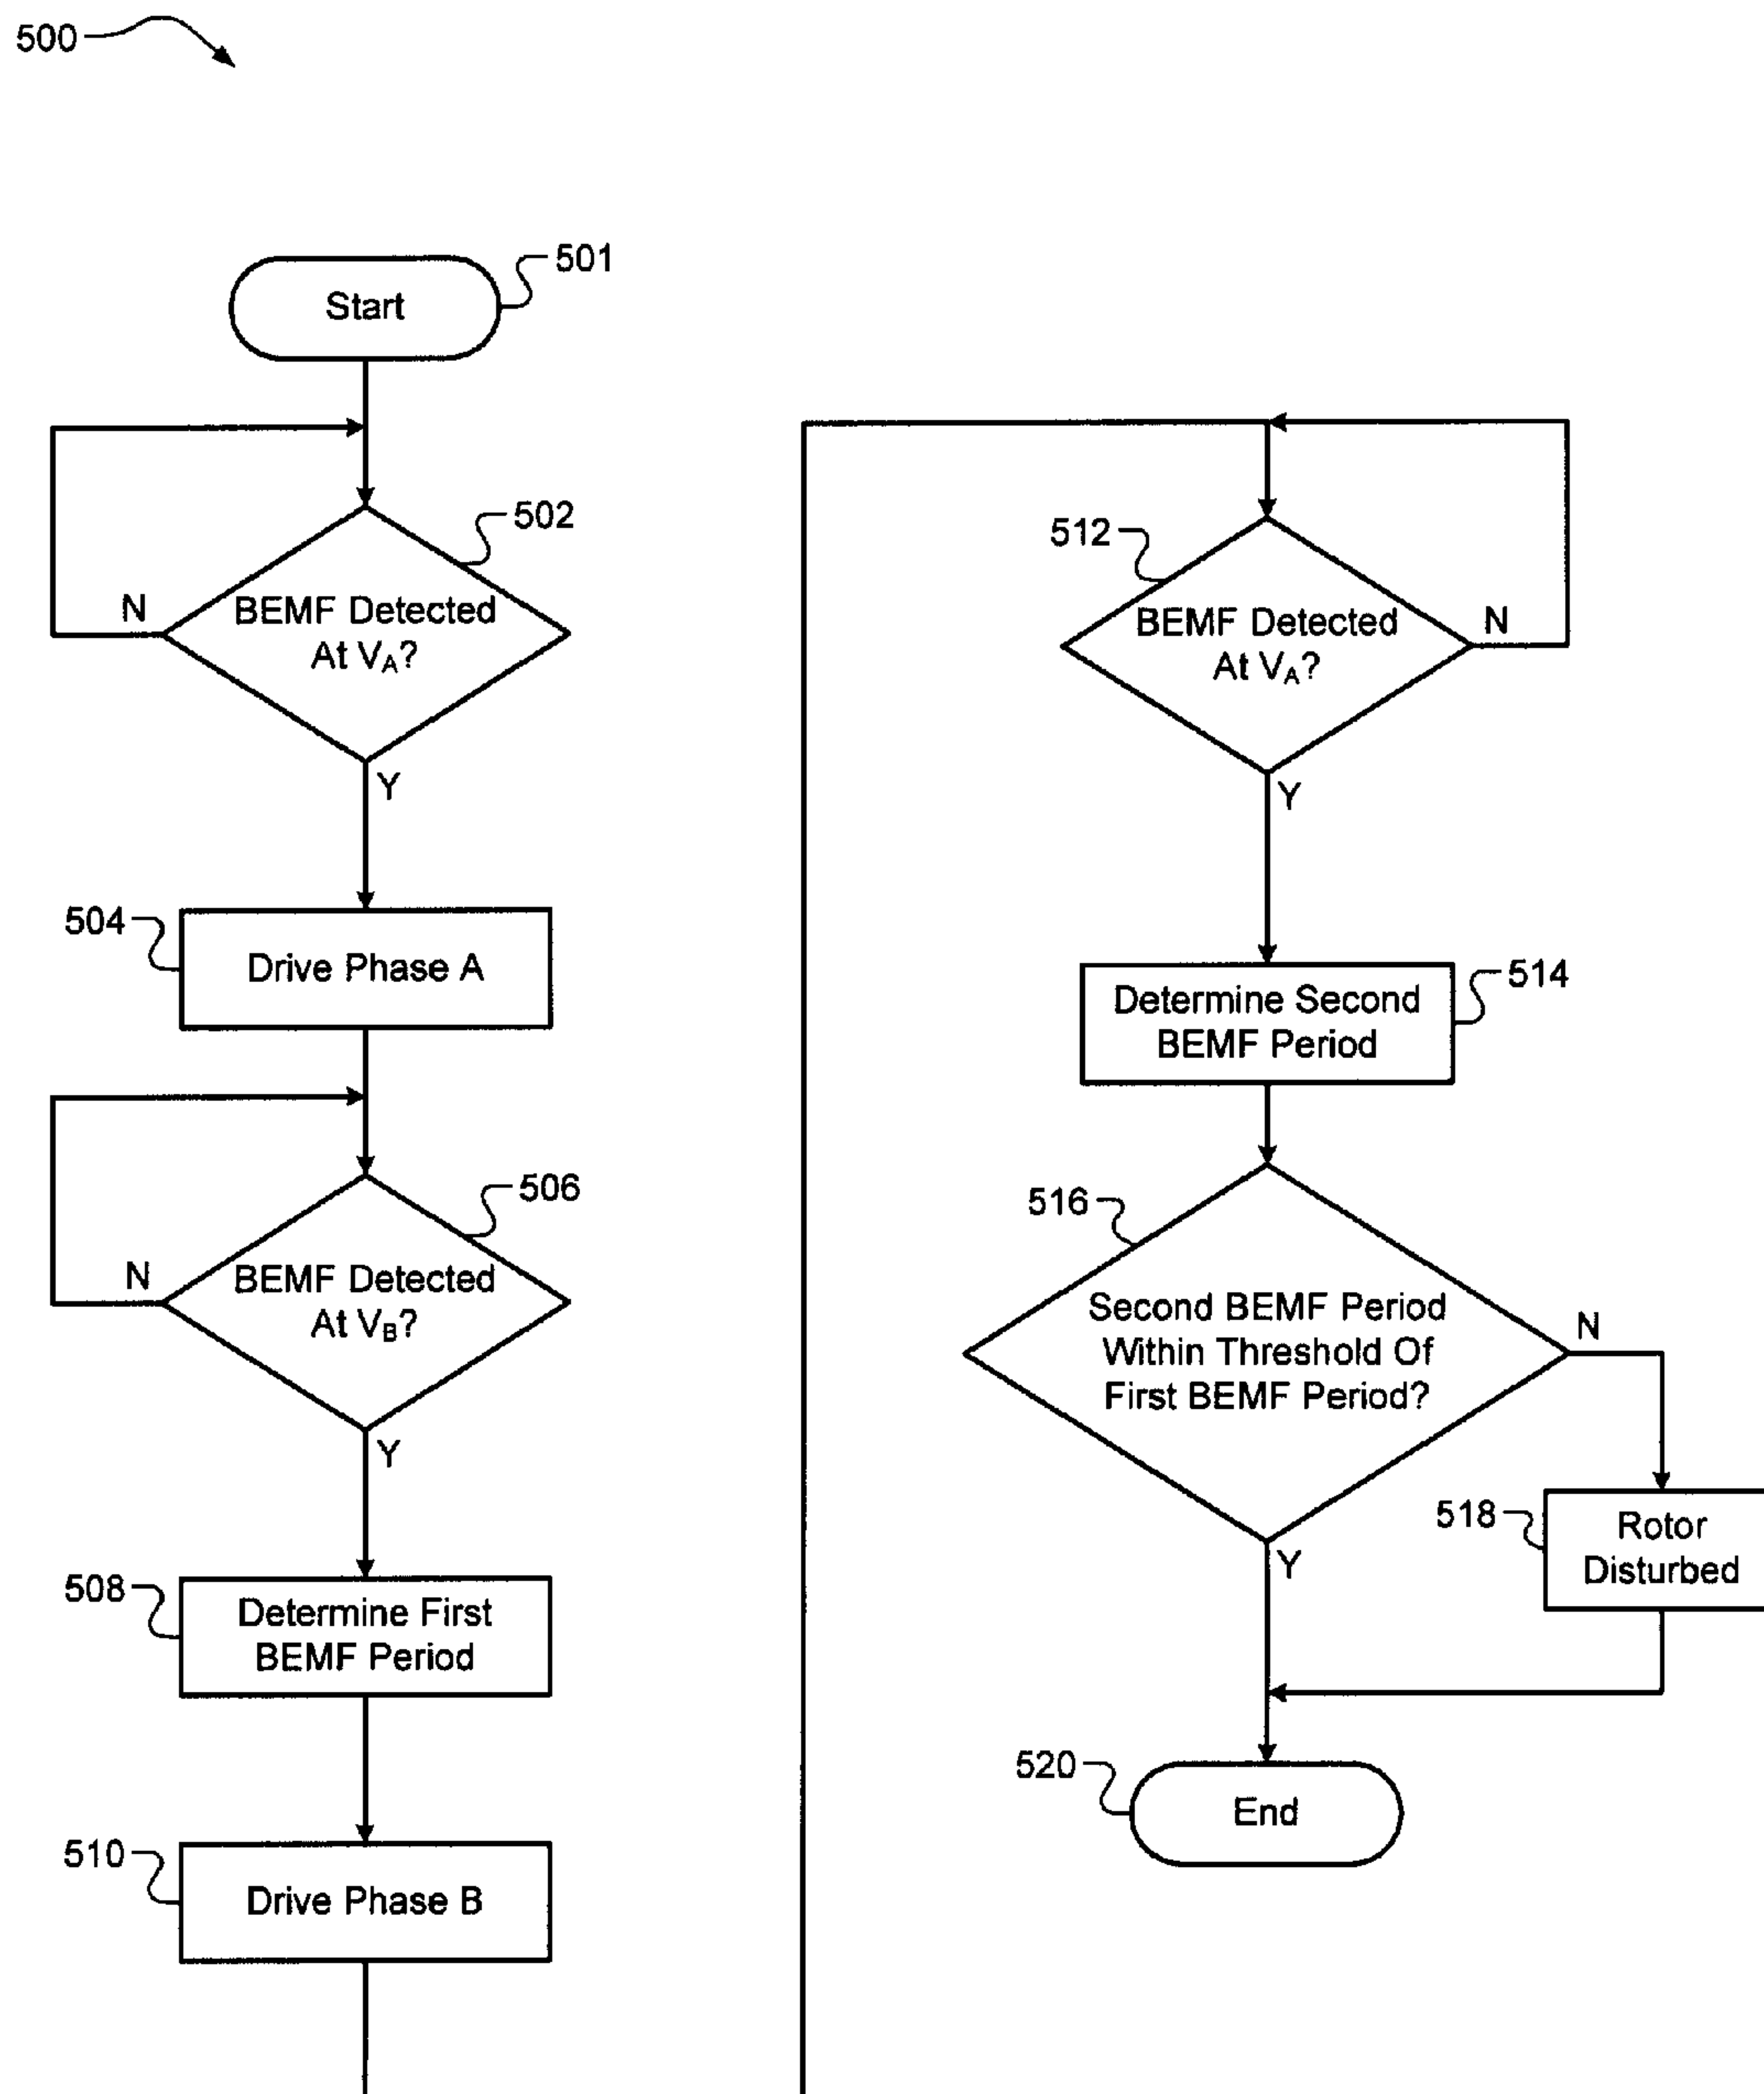 500
501
Start
502
BEMF Detected
At VA?
N
Y
504
Drive Phase A
506
BEMF Detected
At VB?
N
Y
508
Determine First
BEMF Period
510
Drive Phase B
512
BEMF Detected
At VA?
N
Y
514
Determine Second
BEMF Period
516
Second BEMF Period
Within Threshold Of
First BEMF Period?
N
Y
518
Rotor
Disturbed
520
End